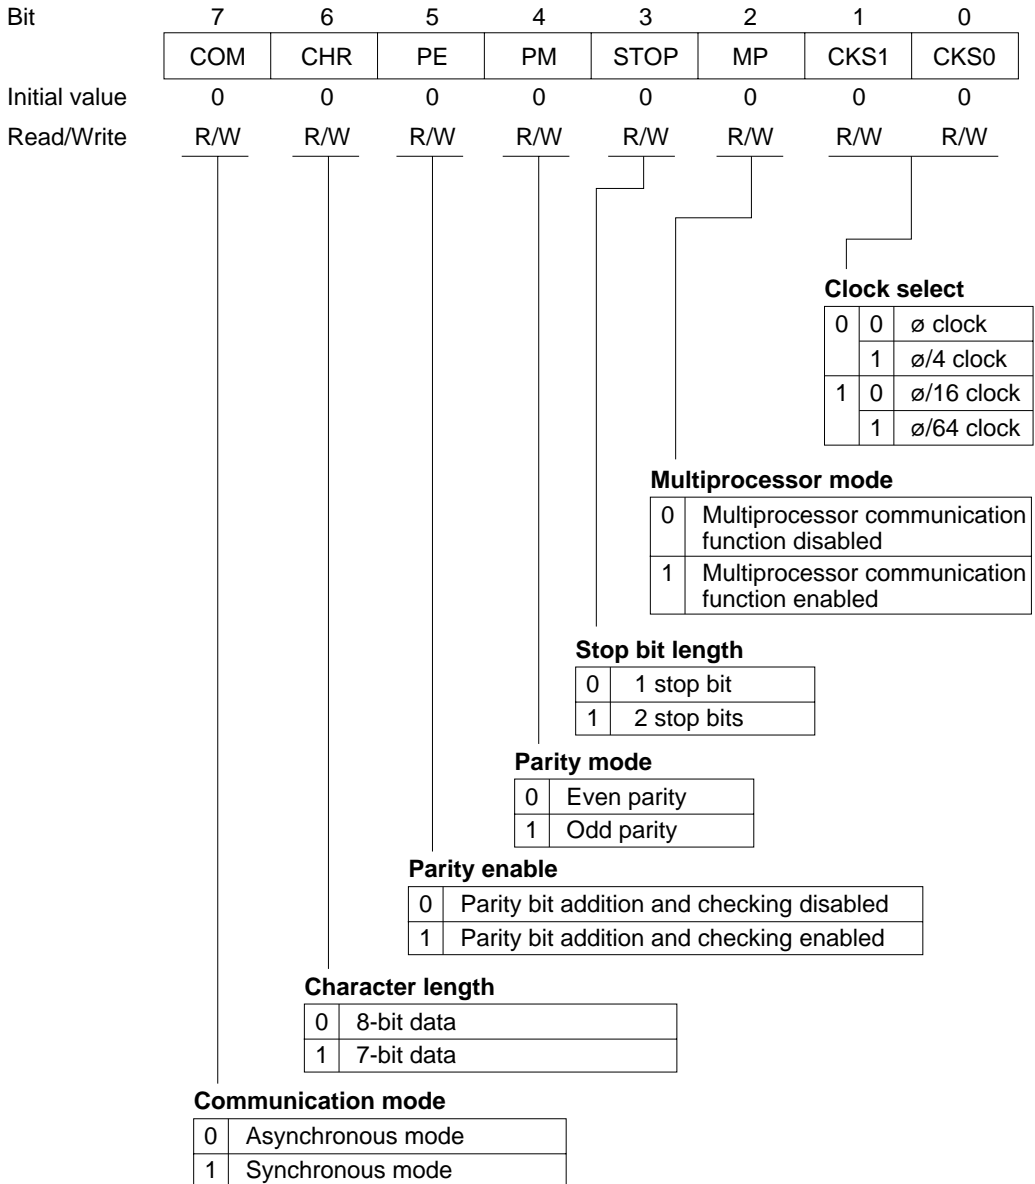 Bit 7 6 5 4 3 2 1 0
COM CHR PE PM STOP MP CKS1 CKS0
Initial value 0 0 0 0 0 0 0 0
Read/Write R/W R/W R/W R/W R/W R/W R/W R/W
Clock select
0 0 ø clock
1 ø/4 clock
1 0 ø/16 clock
1 ø/64 clock
Multiprocessor mode
0 Multiprocessor communication
function disabled
1 Multiprocessor communication
function enabled
Stop bit length
0 1 stop bit
1 2 stop bits
Parity mode
0 Even parity
1 Odd parity
Parity enable
0 Parity bit addition and checking disabled
1 Parity bit addition and checking enabled
Character length
0 8-bit data
1 7-bit data
Communication mode
0 Asynchronous mode
1 Synchronous mode